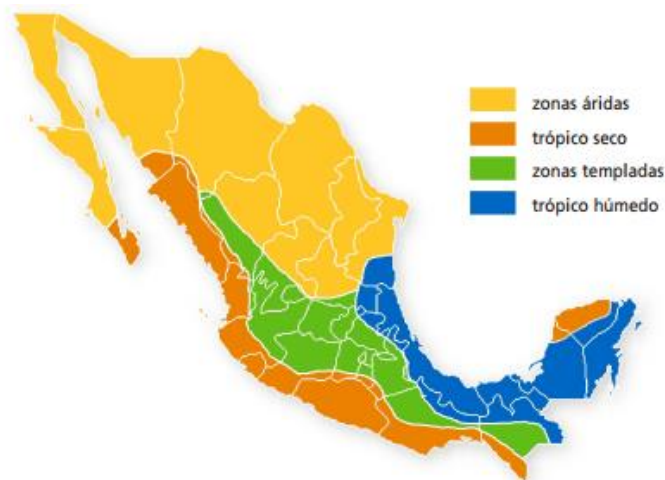 zonas áridas
trópico seco
zonas templadas
trópico húmedo